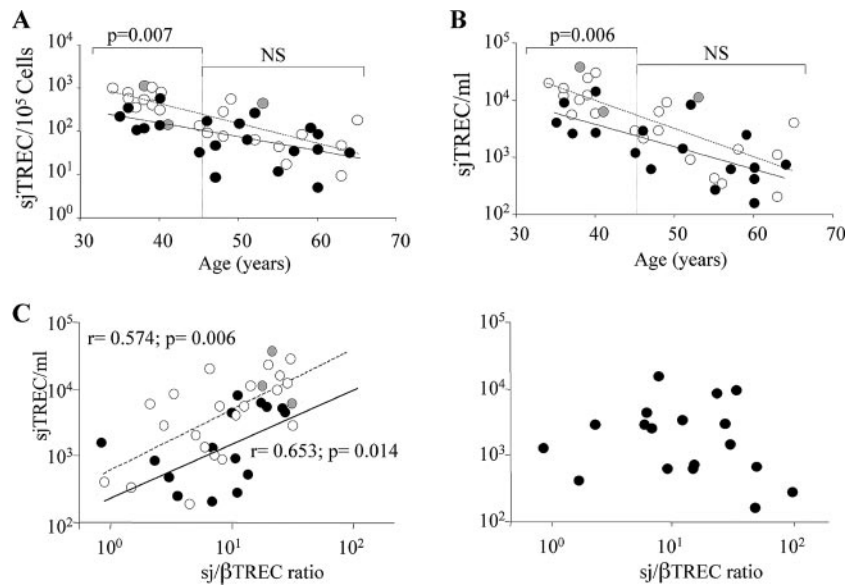 A
B
p=0.007
NS
sjTREC/10⁵ Cells
10⁴
10³
10²
10¹
10⁰
30
40
50
60
70
Age (years)
p=0.006
NS
sjTREC/ml
10⁵
10⁴
10³
10²
30
40
50
60
70
Age (years)
C
r= 0.574; p= 0.006
r= 0.653; p= 0.014
sjTREC/ml
10⁵
10⁴
10³
10²
10⁰
10¹
10²
sj/βTREC ratio
10⁵
10⁴
10³
10²
10⁰
10¹
10²
sj/βTREC ratio